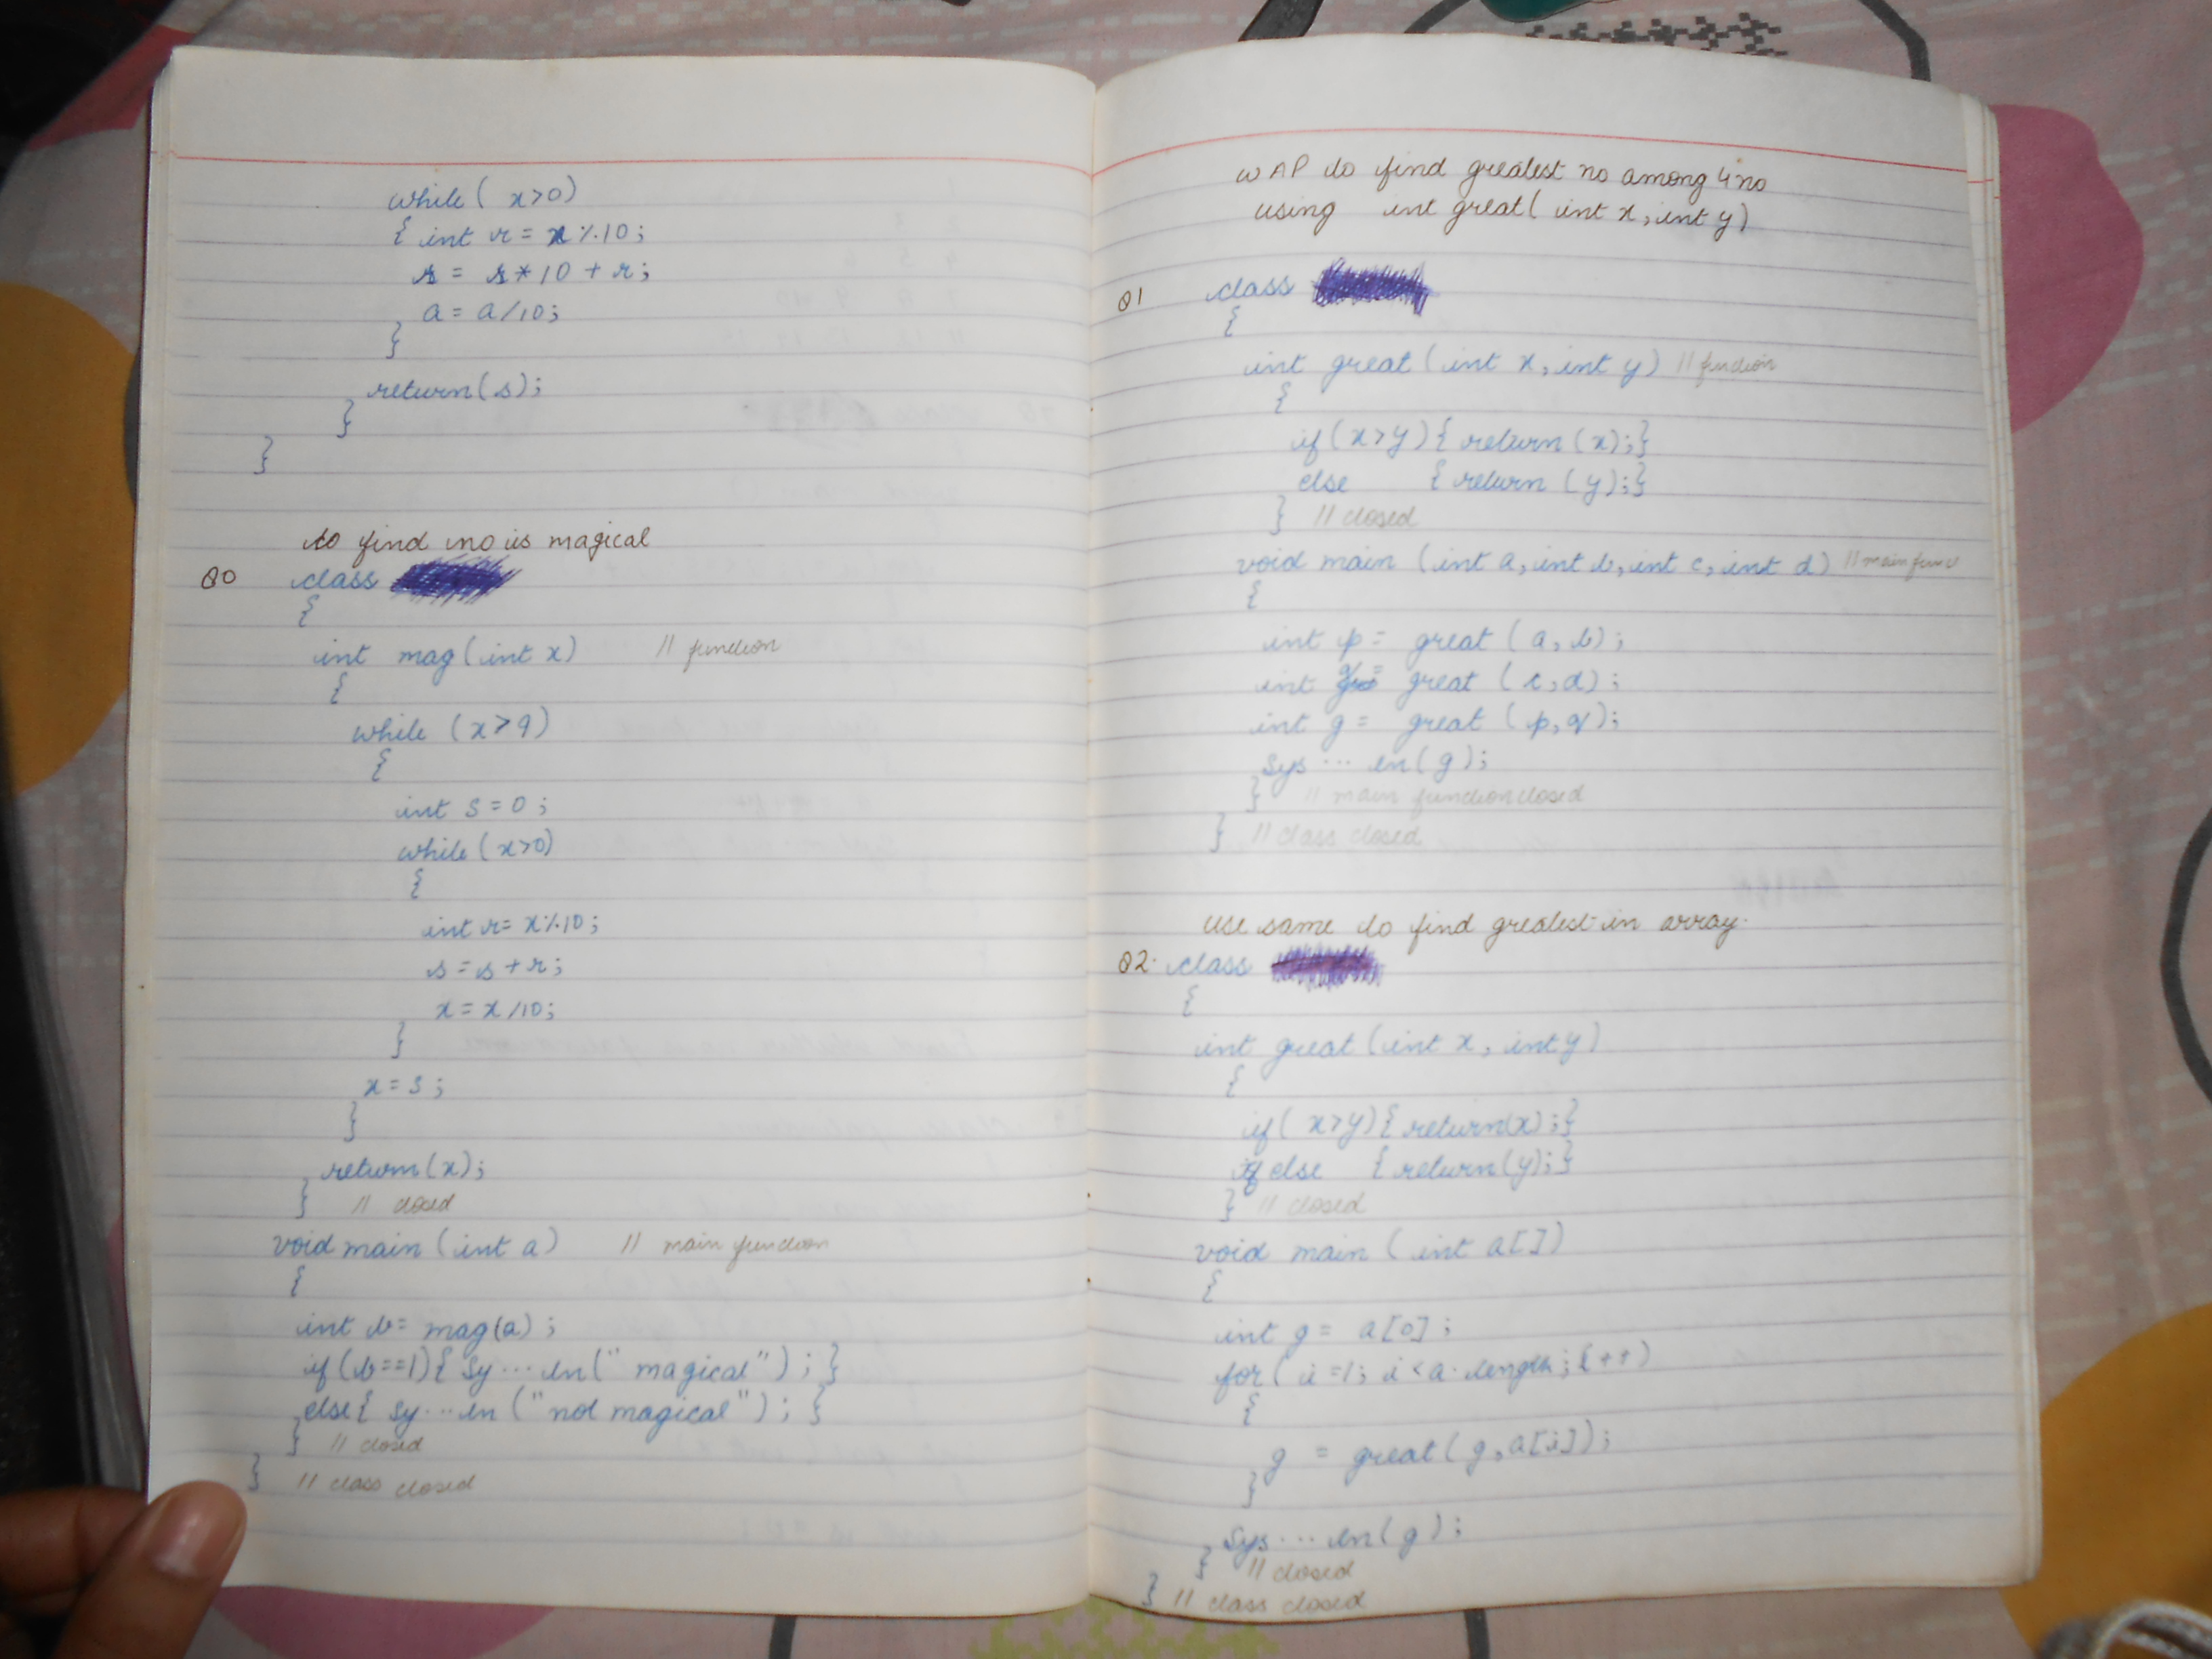 while ( x>0)
{ int r = x%10;
s = s*10 + r;
a = a/10;
}
return(s);
}
}
to find no is magical
Q0 class
{
int mag(int x) // function
{
while (x>9)
{
int s=0;
while(x>0)
{
int r= x%10;
s=s+r;
x=x/10;
}
x=s;
}
return(x);
} // closed
void main (int a) // main function
{
int b= mag(a);
if(b==1){ Sy...ln(" magical"); }
else{ Sy...ln ("not magical"); }
} // closed
} // class closed
WAP to find greatest no among 4 no
using int great( int x, int y)
Q1 class
{
int great (int x, int y) // function
{
if(x>y){ return (x);}
else { return (y);}
} // closed
void main (int a, int b, int c, int d) // main func
{
int p= great (a, b);
int q= great (c, d);
int g= great (p, q);
Sys... ln(g);
} // main function closed
} // class closed
use same to find greatest in array.
Q2. class
{
int great (int x, int y)
{
if( x>y){ return(x);}
else { return(y);}
} // closed
void main ( int a[])
{
int g= a[0];
for( i=1; i<a.length; i++)
{
g = great( g, a[i]);
}
Sys... ln( g);
} // closed
} // class closed